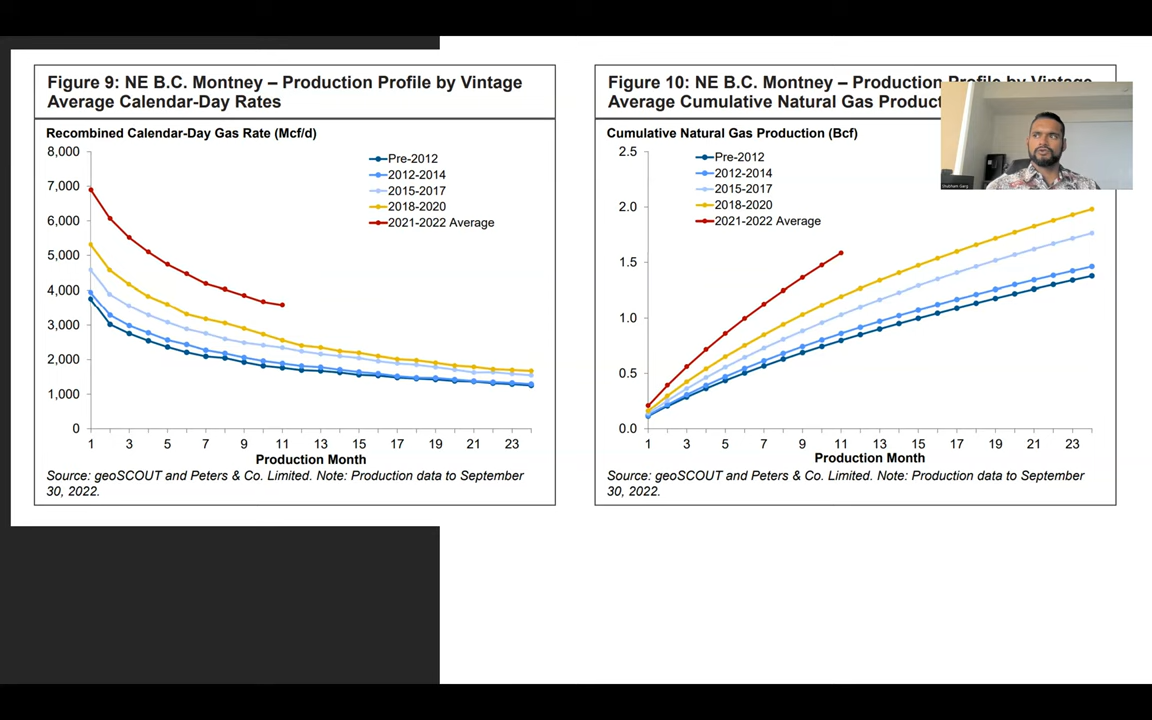 Figure 9: NE B.C. Montney – Production Profile by Vintage
Average Calendar-Day Rates
Recombined Calendar-Day Gas Rate (Mcf/d)
8,000
7,000
6,000
5,000
4,000
3,000
2,000
1,000
0
Pre-2012
2012-2014
2015-2017
2018-2020
2021-2022 Average
1 3 5 7 9 11 13 15 17 19 21 23
Production Month
Source: geoSCOUT and Peters & Co. Limited. Note: Production data to September
30, 2022.
Figure 10: NE B.C. Montney – Production Profile by Vintage
Average Cumulative Natural Gas
Cumulative Natural Gas Production (Bcf)
2.5
2.0
1.5
1.0
0.5
0.0
Pre-2012
2012-2014
2015-2017
2018-2020
2021-2022 Average
1 3 5 7 9 11 13 15 17 19 21 23
Production Month
Source: geoSCOUT and Peters & Co. Limited. Note: Production data to September
30, 2022.
Shubham Garg